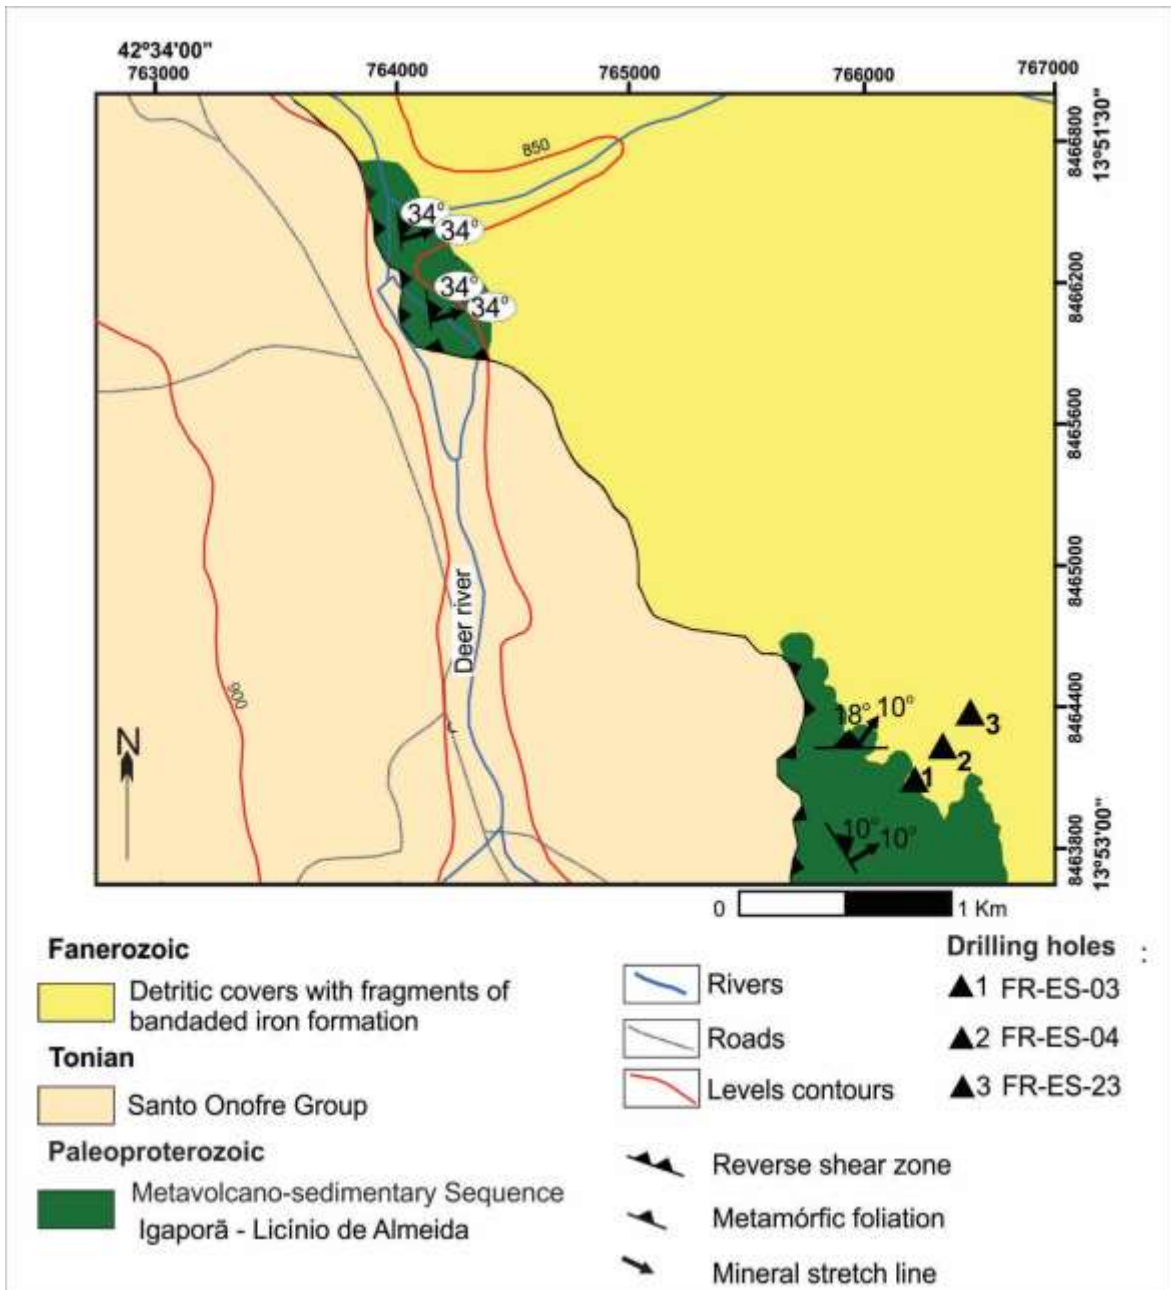 42º34'00"
763000
764000
765000
766000
767000
8466800
13º51'30"
850
34°
34°
34°
34°
8466200
8465600
8465000
Deer river
900
8464400
18°
10°
3
2
1
N
10°
10°
8463800
13º53'00"
0
1 Km
Fanerozoic
Detritic covers with fragments of
bandaded iron formation
Tonian
Santo Onofre Group
Paleoproterozoic
Metavolcano-sedimentary Sequence
Igaporã - Licínio de Almeida
Rivers
Roads
Levels contours
Reverse shear zone
Metamórfic foliation
Mineral stretch line
Drilling holes :
1 FR-ES-03
2 FR-ES-04
3 FR-ES-23